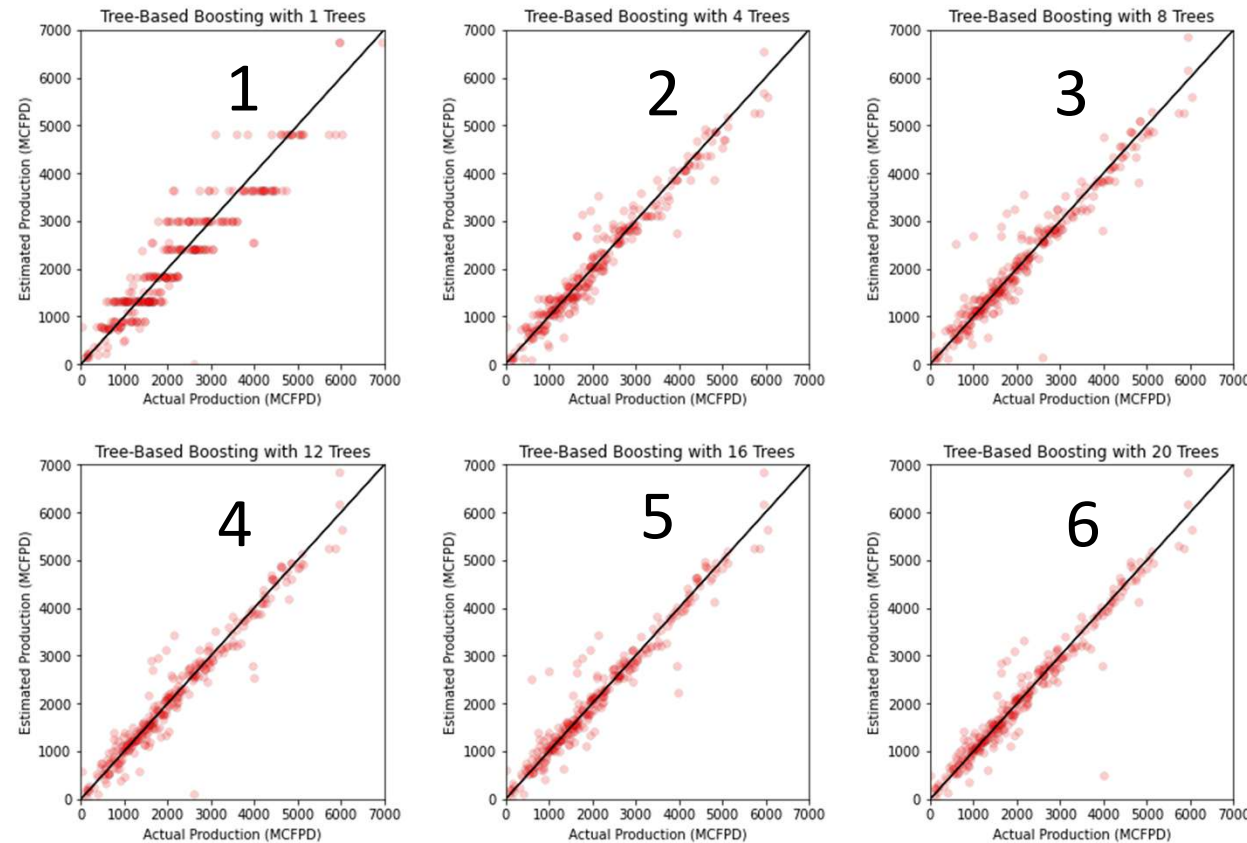 Tree-Based Boosting with 1 Trees
7000
6000
5000
4000
3000
2000
1000
0
Estimated Production (MCFPD)
1
0 1000 2000 3000 4000 5000 6000 7000
Actual Production (MCFPD)
Tree-Based Boosting with 4 Trees
7000
6000
5000
4000
3000
2000
1000
0
Estimated Production (MCFPD)
2
0 1000 2000 3000 4000 5000 6000 7000
Actual Production (MCFPD)
Tree-Based Boosting with 8 Trees
7000
6000
5000
4000
3000
2000
1000
0
Estimated Production (MCFPD)
3
0 1000 2000 3000 4000 5000 6000 7000
Actual Production (MCFPD)
Tree-Based Boosting with 12 Trees
7000
6000
5000
4000
3000
2000
1000
0
Estimated Production (MCFPD)
4
0 1000 2000 3000 4000 5000 6000 7000
Actual Production (MCFPD)
Tree-Based Boosting with 16 Trees
7000
6000
5000
4000
3000
2000
1000
0
Estimated Production (MCFPD)
5
0 1000 2000 3000 4000 5000 6000 7000
Actual Production (MCFPD)
Tree-Based Boosting with 20 Trees
7000
6000
5000
4000
3000
2000
1000
0
Estimated Production (MCFPD)
6
0 1000 2000 3000 4000 5000 6000 7000
Actual Production (MCFPD)